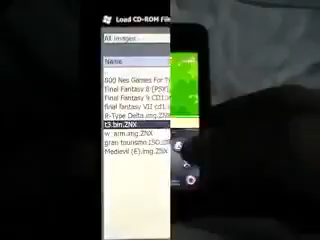 Load CD-ROM File
All Images
Name
800 Nes Games For
Final Fantasy 8 (PSX)
Final Fantasy 9 CD1
final fantasy VII cd1
R-Type Delta.img.Z
t3.bin.ZNX
w_arm.img.ZNX
gran tourismo.ISO
Medievil (E).img.ZNX